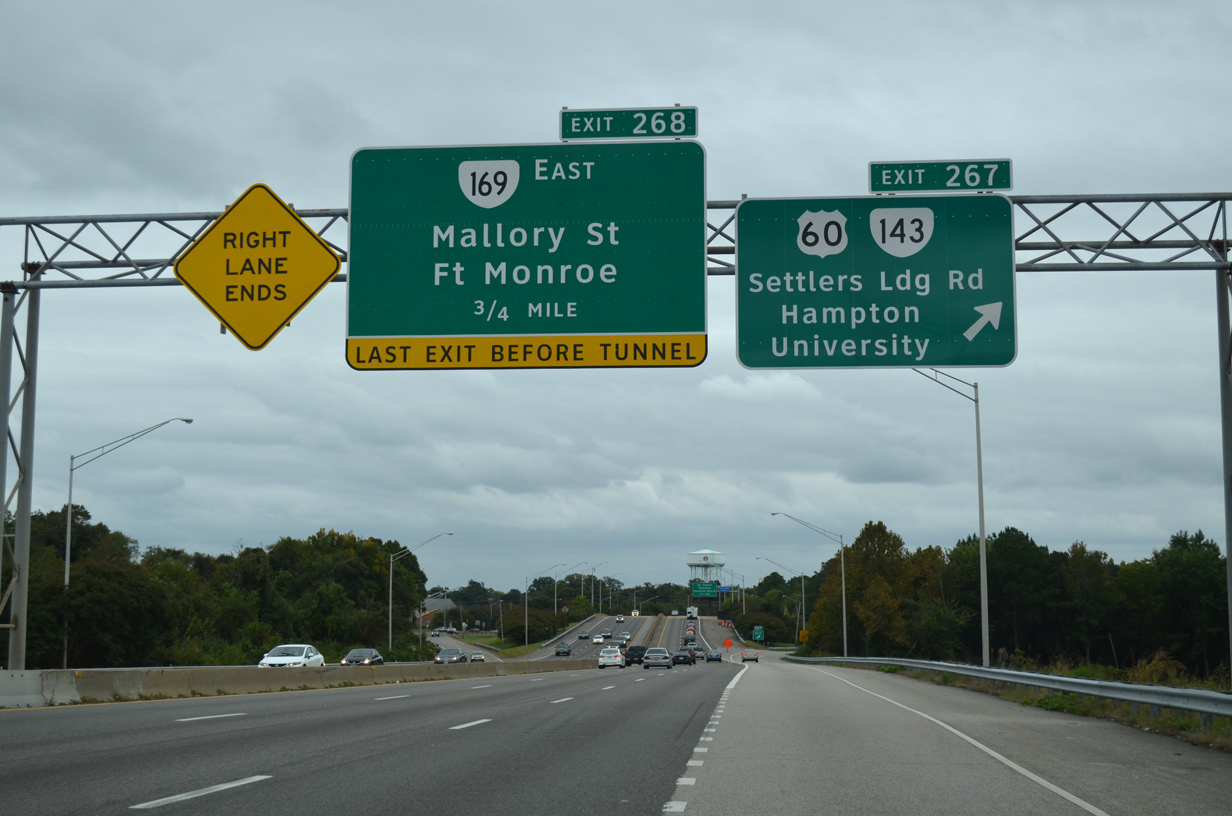 RIGHT
LANE
ENDS
EXIT 268
169 EAST
Mallory St
Ft Monroe
3/4 MILE
LAST EXIT BEFORE TUNNEL
EXIT 267
60 143
Settlers Ldg Rd
Hampton
University